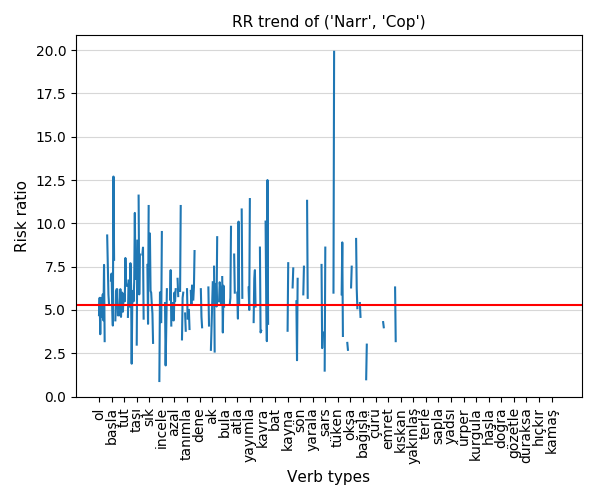 RR trend of ('Narr', 'Cop')
Risk ratio
20.0
17.5
15.0
12.5
10.0
7.5
5.0
2.5
0.0
ol
başla
tut
taşı
sık
incele
azal
tanımla
dene
ak
bula
atla
yayımla
kavra
bat
kayna
son
yarala
sars
tüken
okşa
bağışla
çürü
emret
kıskan
yakınlaş
terle
sapla
yadsı
ürper
kurgula
haşla
doğra
gözetle
duraksa
hıçkır
kamaş
Verb types